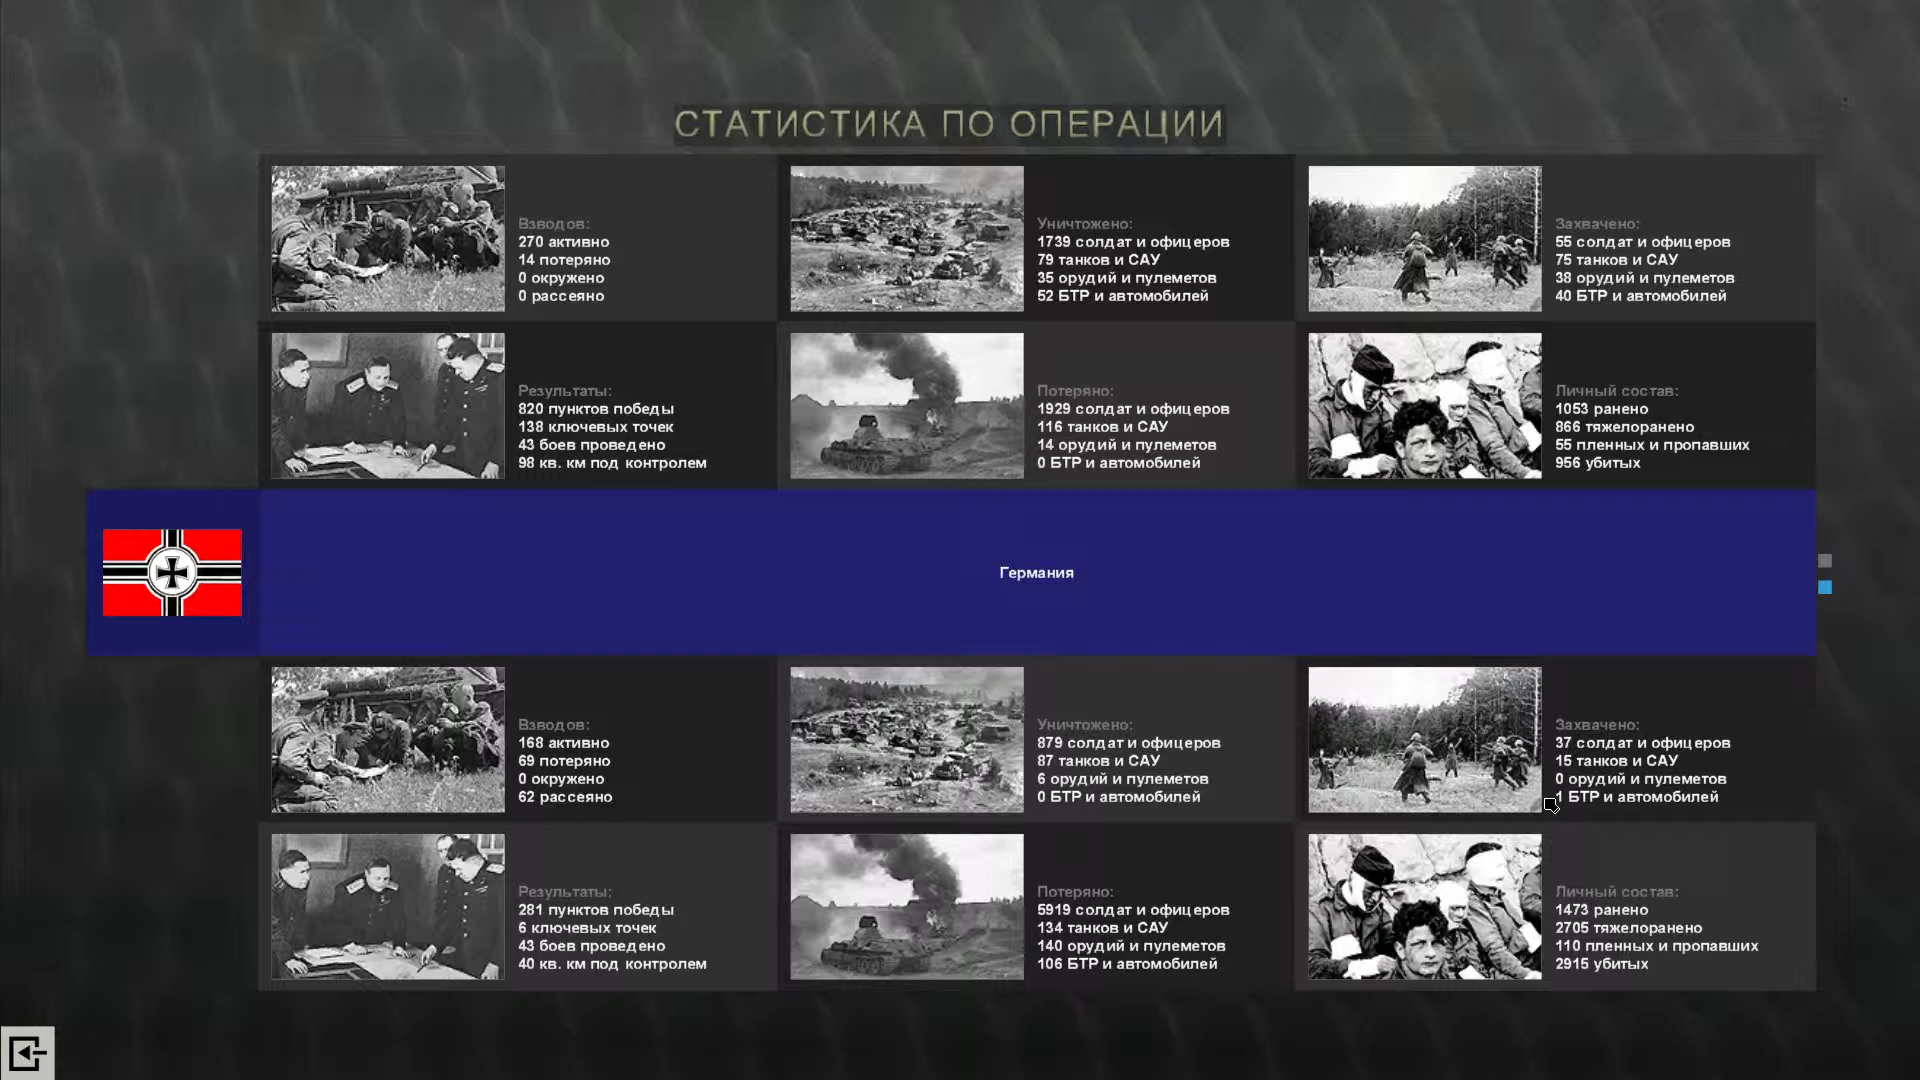 СТАТИСТИКА ПО ОПЕРАЦИИ
Взводов:
270 активно
14 потеряно
0 окружено
0 рассеяно
Уничтожено:
1739 солдат и офицеров
79 танков и САУ
35 орудий и пулеметов
52 БТР и автомобилей
Захвачено:
55 солдат и офицеров
75 танков и САУ
38 орудий и пулеметов
40 БТР и автомобилей
Результаты:
820 пунктов победы
138 ключевых точек
43 боев проведено
98 кв. км под контролем
Потеряно:
1929 солдат и офицеров
116 танков и САУ
14 орудий и пулеметов
0 БТР и автомобилей
Личный состав:
1053 ранено
866 тяжелоранено
55 пленных и пропавших
956 убитых
Германия
Взводов:
168 активно
69 потеряно
0 окружено
62 рассеяно
Уничтожено:
879 солдат и офицеров
87 танков и САУ
6 орудий и пулеметов
0 БТР и автомобилей
Захвачено:
37 солдат и офицеров
15 танков и САУ
0 орудий и пулеметов
1 БТР и автомобилей
Результаты:
281 пунктов победы
6 ключевых точек
43 боев проведено
40 кв. км под контролем
Потеряно:
5919 солдат и офицеров
134 танков и САУ
140 орудий и пулеметов
106 БТР и автомобилей
Личный состав:
1473 ранено
2705 тяжелоранено
110 пленных и пропавших
2915 убитых